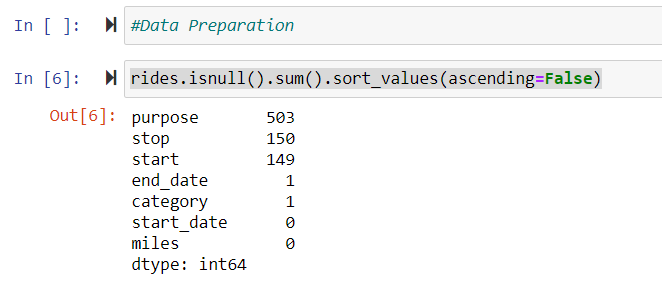 In [ ]: #Data Preparation
In [6]: rides.isnull().sum().sort_values(ascending=False)
Out[6]: purpose 503
stop 150
start 149
end_date 1
category 1
start_date 0
miles 0
dtype: int64